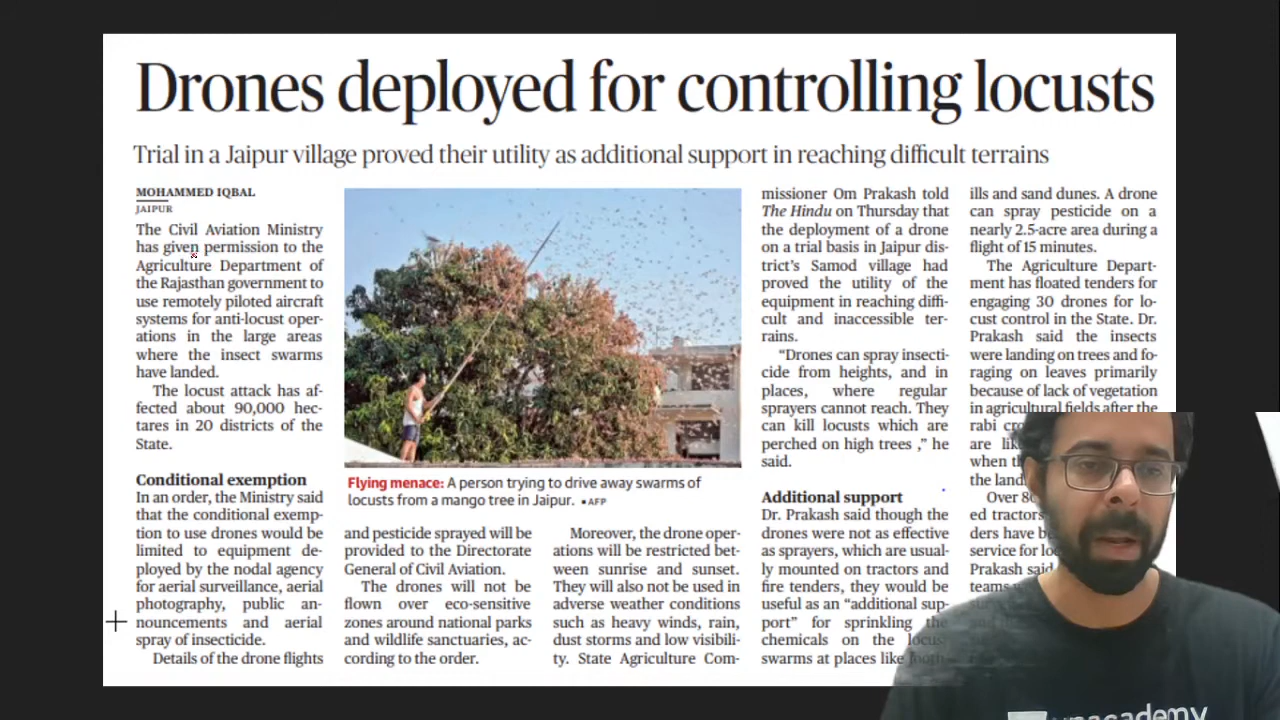 Drones deployed for controlling locusts
Trial in a Jaipur village proved their utility as additional support in reaching difficult terrains
MOHAMMED IQBAL
JAIPUR
The Civil Aviation Ministry
has given permission to the
Agriculture Department of
the Rajasthan government to
use remotely piloted aircraft
systems for anti-locust oper-
ations in the large areas
where the insect swarms
have landed.
The locust attack has af-
fected about 90,000 hec-
tares in 20 districts of the
State.
Conditional exemption
In an order, the Ministry said
that the conditional exemp-
tion to use drones would be
limited to equipment de-
ployed by the nodal agency
for aerial surveillance, aerial
photography, public an-
nouncements and aerial
spray of insecticide.
Details of the drone flights
Flying menace: A person trying to drive away swarms of
locusts from a mango tree in Jaipur. • AFP
and pesticide sprayed will be
provided to the Directorate
General of Civil Aviation.
The drones will not be
flown over eco-sensitive
zones around national parks
and wildlife sanctuaries, ac-
cording to the order.
Moreover, the drone oper-
ations will be restricted bet-
ween sunrise and sunset.
They will also not be used in
adverse weather conditions
such as heavy winds, rain,
dust storms and low visibili-
ty. State Agriculture Com-
missioner Om Prakash told
The Hindu on Thursday that
the deployment of a drone
on a trial basis in Jaipur dis-
trict's Samod village had
proved the utility of the
equipment in reaching diffi-
cult and inaccessible ter-
rains.
"Drones can spray insecti-
cide from heights, and in
places, where regular
sprayers cannot reach. They
can kill locusts which are
perched on high trees ," he
said.
Additional support
Dr. Prakash said though the
drones were not as effective
as sprayers, which are usual-
ly mounted on tractors and
fire tenders, they would be
useful as an "additional sup-
port" for sprinkling the
chemicals on the locust
swarms at places like
ills and sand dunes. A drone
can spray pesticide on a
nearly 2.5-acre area during a
flight of 15 minutes.
The Agriculture Depart-
ment has floated tenders for
engaging 30 drones for lo-
cust control in the State. Dr.
Prakash said the insects
were landing on trees and fo-
raging on leaves primarily
because of lack of vegetation
in agricultural fields after the
rabi
are
when
the
Over
ed tractors
ders have
service for
Prakash said
teams